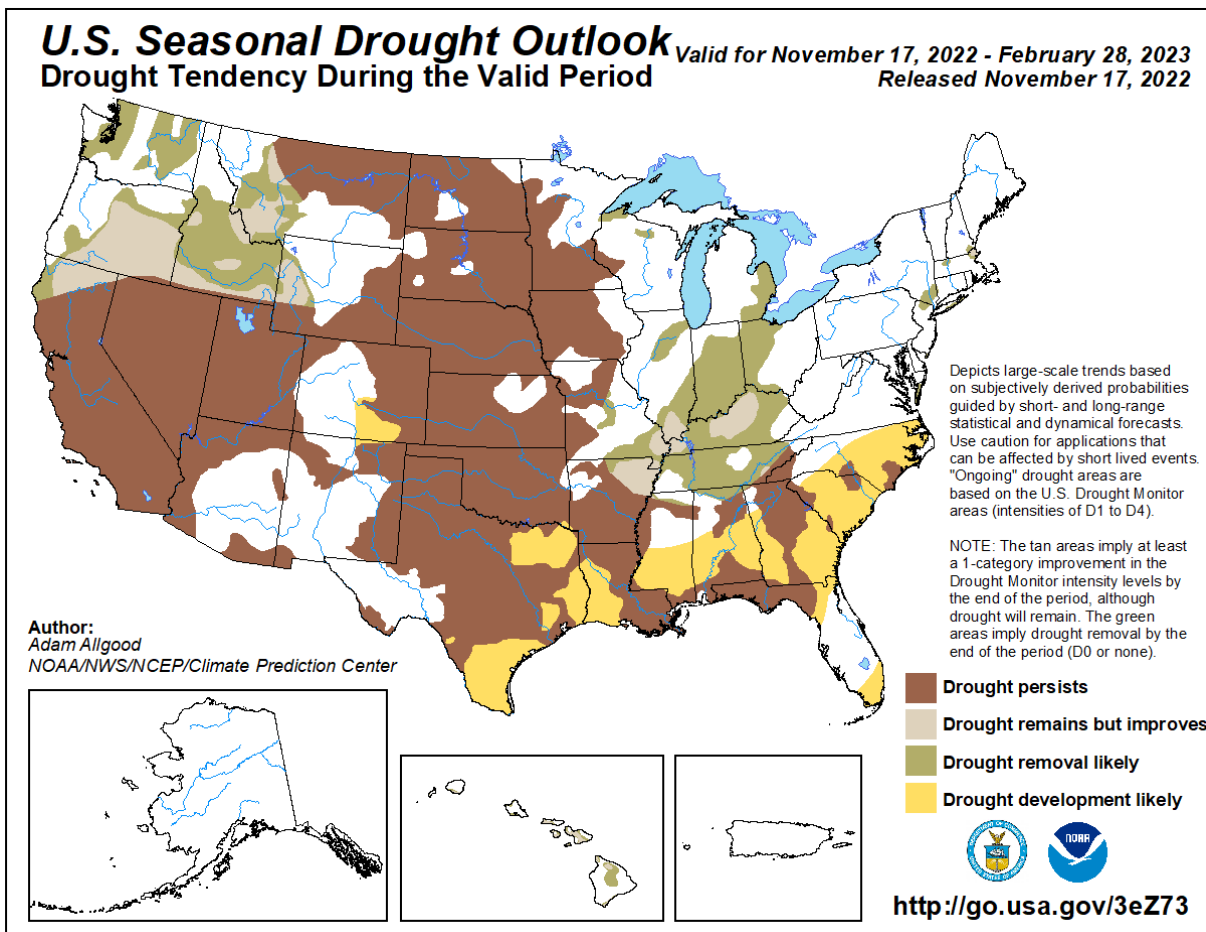 U.S. Seasonal Drought Outlook
Drought Tendency During the Valid Period
Valid for November 17, 2022 - February 28, 2023
Released November 17, 2022
Depicts large-scale trends based
on subjectively derived probabilities
guided by short- and long-range
statistical and dynamical forecasts.
Use caution for applications that
can be affected by short lived events.
"Ongoing" drought areas are
based on the U.S. Drought Monitor
areas (intensities of D1 to D4).
NOTE: The tan areas imply at least
a 1-category improvement in the
Drought Monitor intensity levels by
the end of the period, although
drought will remain. The green
areas imply drought removal by the
end of the period (D0 or none).
Author:
Adam Allgood
NOAA/NWS/NCEP/Climate Prediction Center
Drought persists
Drought remains but improves
Drought removal likely
Drought development likely
NOAA
http://go.usa.gov/3eZ73